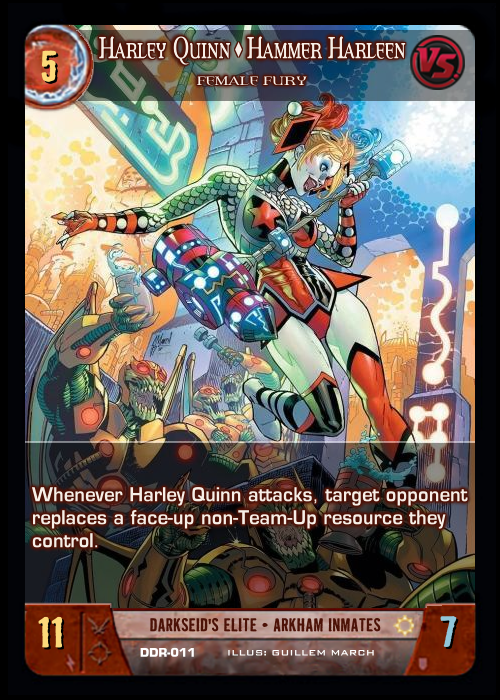 5
HARLEY QUINN ♦ HAMMER HARLEEN
VS.
FEMALE FURY
Whenever Harley Quinn attacks, target opponent
replaces a face-up non-Team-Up resource they
control.
11
DARKSEID'S ELITE • ARKHAM INMATES
7
DDR-011
ILLUS: GUILLEM MARCH